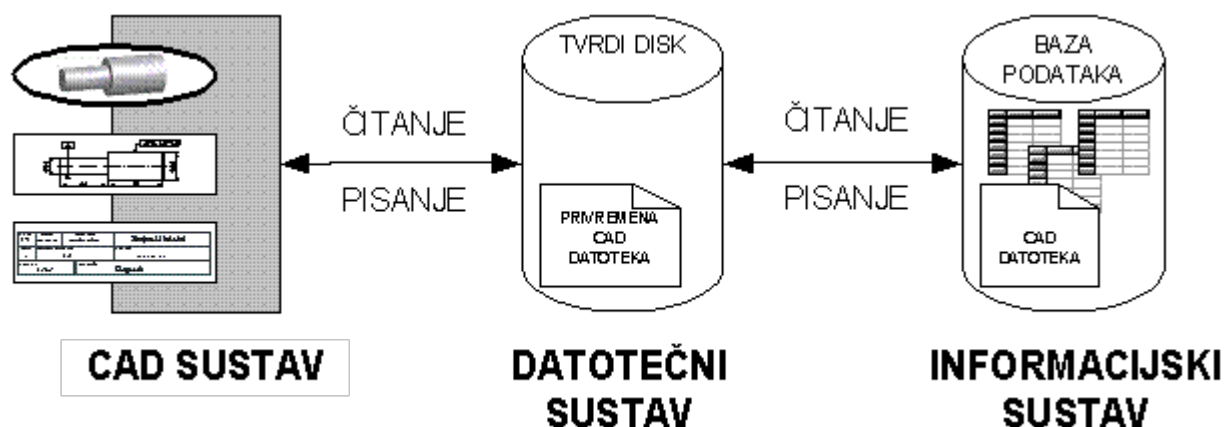 TVRDI DISK
BAZA
PODATAKA
ČITANJE
PISANJE
ČITANJE
PISANJE
PRIVREMENA
CAD
DATOTEKA
CAD
DATOTEKA
CAD SUSTAV
DATOTEČNI
SUSTAV
INFORMACIJSKI
SUSTAV